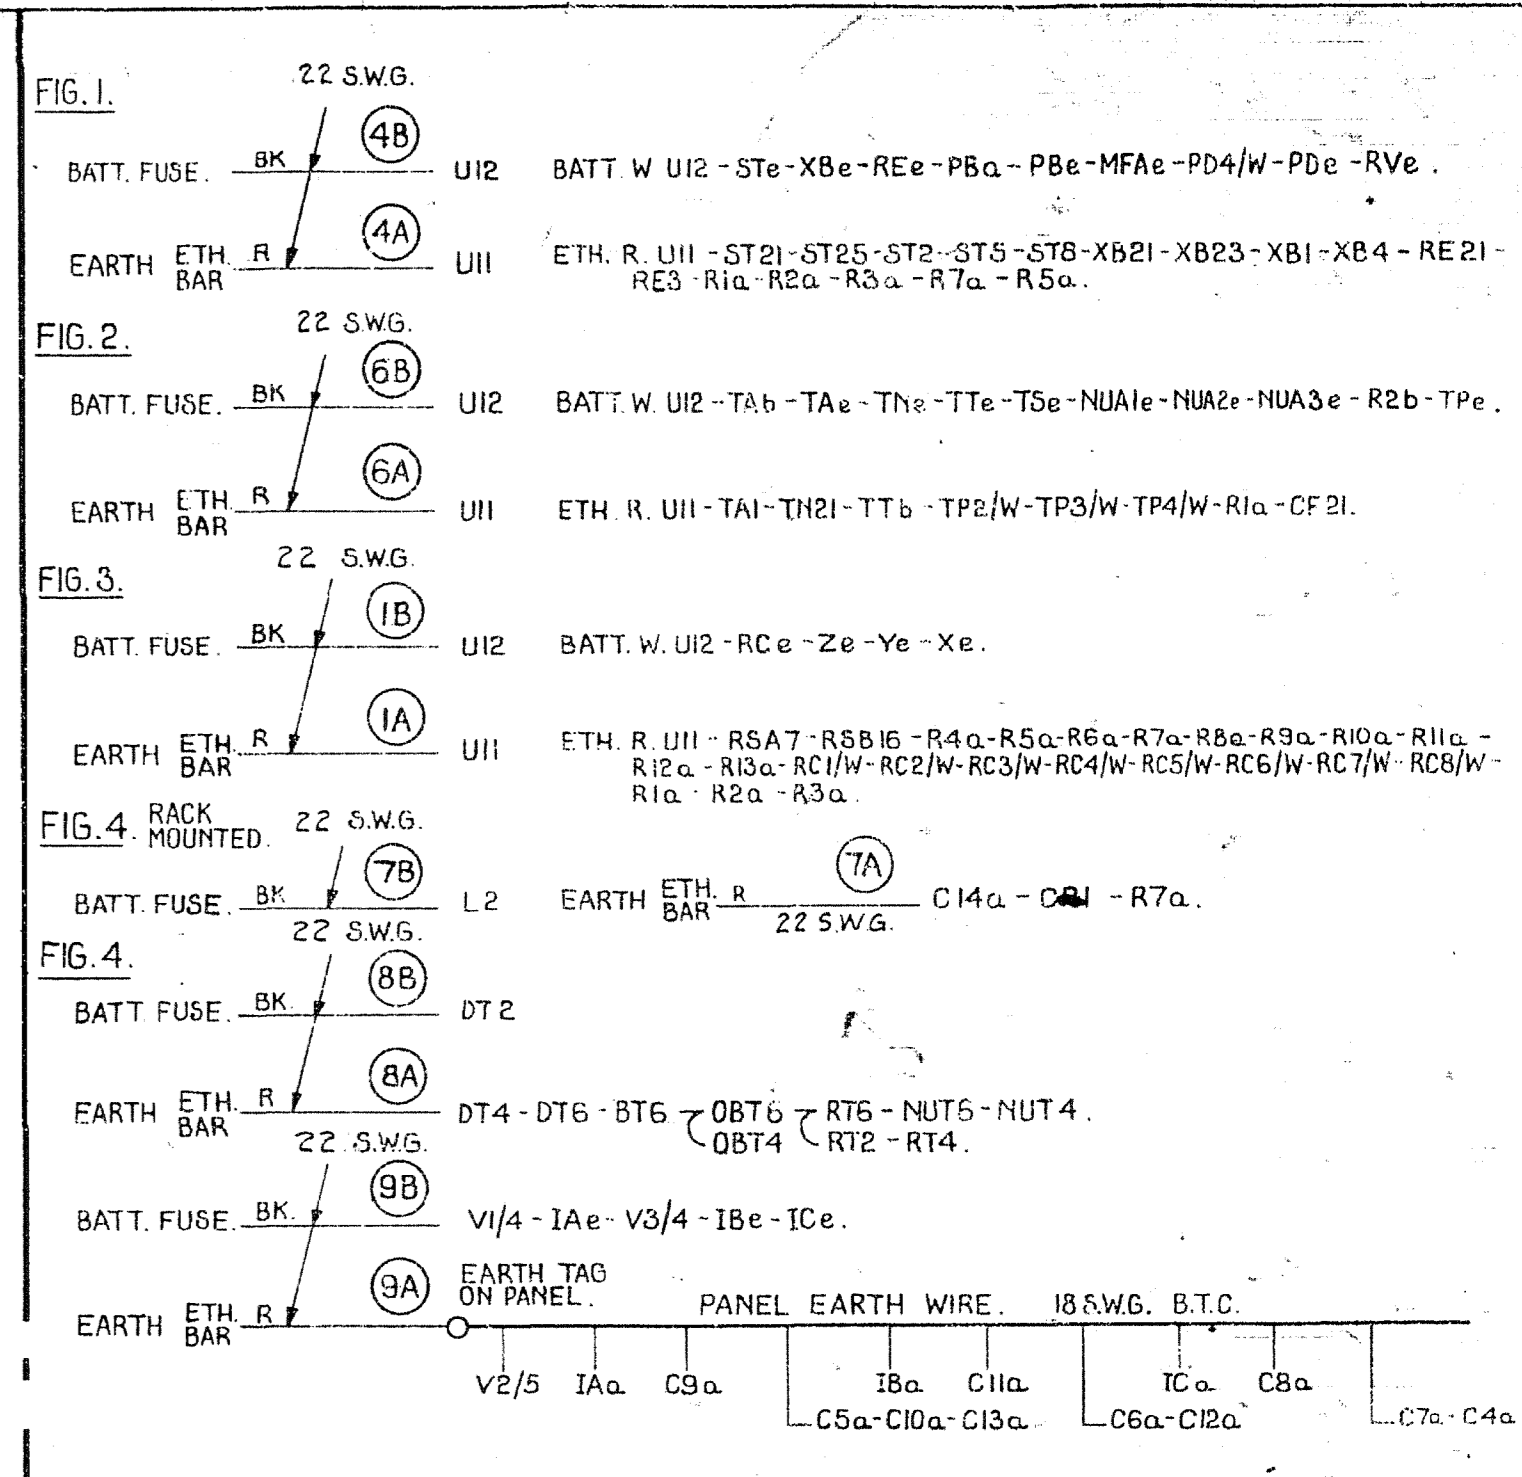 FIG. 1.
22 S.W.G.
4B
BATT. FUSE. BK U12 BATT. W U12 - STe - XBe - REe - PBa - PBe - MFAe - PD4/W - PDe - RVe.
4A
EARTH ETH. BAR R U11 ETH. R. U11 - ST21 - ST25 - ST2 - ST5 - ST8 - XB21 - XB23 - XB1 - XB4 - RE21 -
RE3 - R1a - R2a - R3a - R7a - R5a.
FIG. 2.
22 S.W.G.
6B
BATT. FUSE. BK U12 BATT. W. U12 - TAb - TAe - TNe - TTe - TSe - NUA1e - NUA2e - NUA3e - R2b - TPe.
6A
EARTH ETH. BAR R U11 ETH. R. U11 - TA1 - TN21 - TTb - TP2/W - TP3/W - TP4/W - R1a - CF21.
FIG. 3.
22 S.W.G.
1B
BATT. FUSE. BK U12 BATT. W. U12 - RCe - Ze - Ye - Xe.
1A
EARTH ETH. BAR R U11 ETH. R. U11 - RSA7 - RSB16 - R4a - R5a - R6a - R7a - R8a - R9a - R10a - R11a -
R12a - R13a - RC1/W - RC2/W - RC3/W - RC4/W - RC5/W - RC6/W - RC7/W - RC8/W -
R1a - R2a - R3a.
FIG. 4. RACK MOUNTED.
22 S.W.G.
7B
BATT. FUSE. BK L2
7A
EARTH ETH. BAR R C14a - - R7a.
22 S.W.G.
FIG. 4.
22 S.W.G.
8B
BATT FUSE. BK. DT2
8A
EARTH ETH. BAR R DT4 - DT6 - BT6 - OBT6 - RT6 - NUT6 - NUT4.
OBT4 RT2 - RT4.
22 S.W.G.
9B
BATT. FUSE. BK. V1/4 - IAe - V3/4 - IBe - ICe.
9A
EARTH TAG
ON PANEL.
EARTH ETH. BAR R
PANEL EARTH WIRE. 18 S.W.G. B.T.C.
V2/5 IAa C9a IBa C11a ICa C8a
C5a - C10a - C13a C6a - C12a C7a - C4a